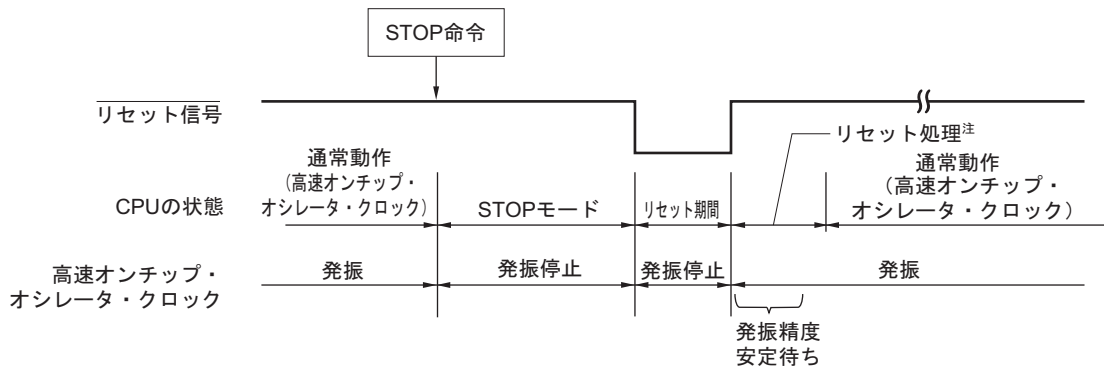 STOP命令
リセット信号
リセット処理注
通常動作
(高速オンチップ・
オシレータ・クロック)
通常動作
(高速オンチップ・
オシレータ・クロック)
CPUの状態
STOPモード
リセット期間
高速オンチップ・
オシレータ・クロック
発振
発振停止
発振停止
発振
発振精度
安定待ち